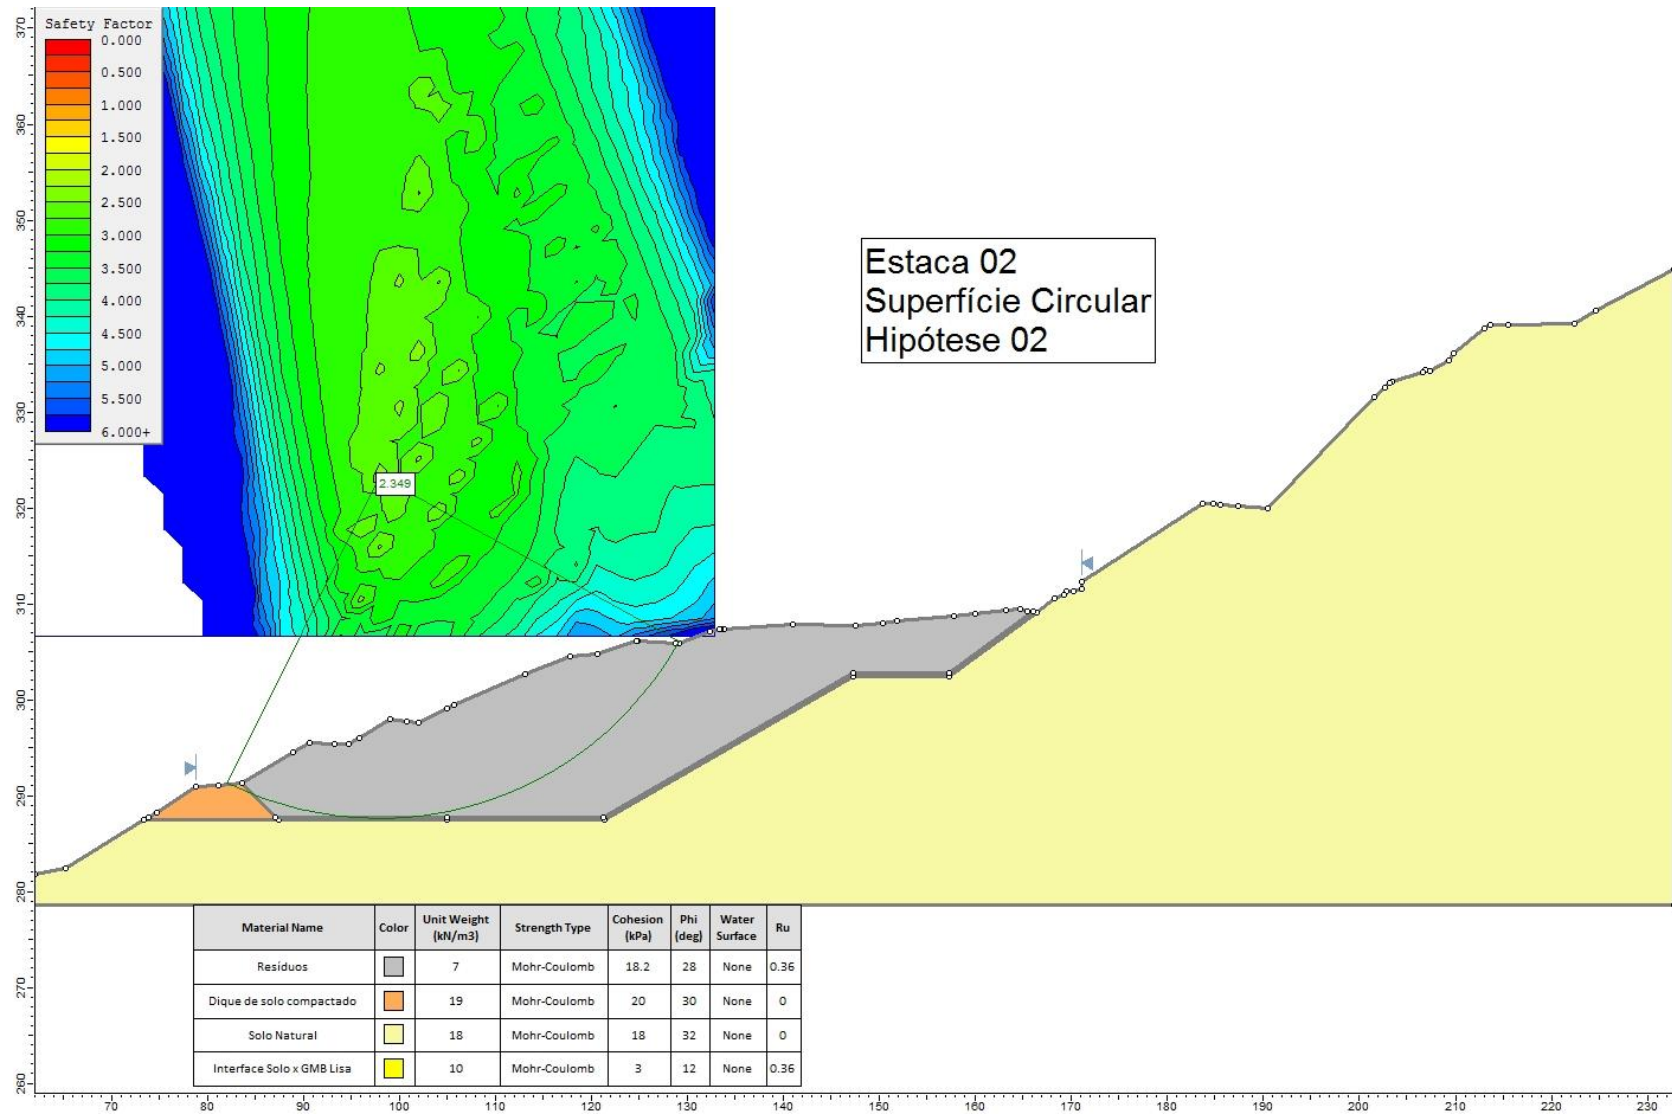 Safety Factor
0.000
0.500
1.000
1.500
2.000
2.500
3.000
3.500
4.000
4.500
5.000
5.500
6.000+
370
360
350
340
330
320
310
300
290
280
270
260
2.349
Estaca 02
Superfície Circular
Hipótese 02
Material Name Color Unit Weight (kN/m3) Strength Type Cohesion (kPa) Phi (deg) Water Surface Ru
Resíduos 7 Mohr-Coulomb 18.2 28 None 0.36
Dique de solo compactado 19 Mohr-Coulomb 20 30 None 0
Solo Natural 18 Mohr-Coulomb 18 32 None 0
Interface Solo x GMB Lisa 10 Mohr-Coulomb 3 12 None 0.36
70 80 90 100 110 120 130 140 150 160 170 180 190 200 210 220 230